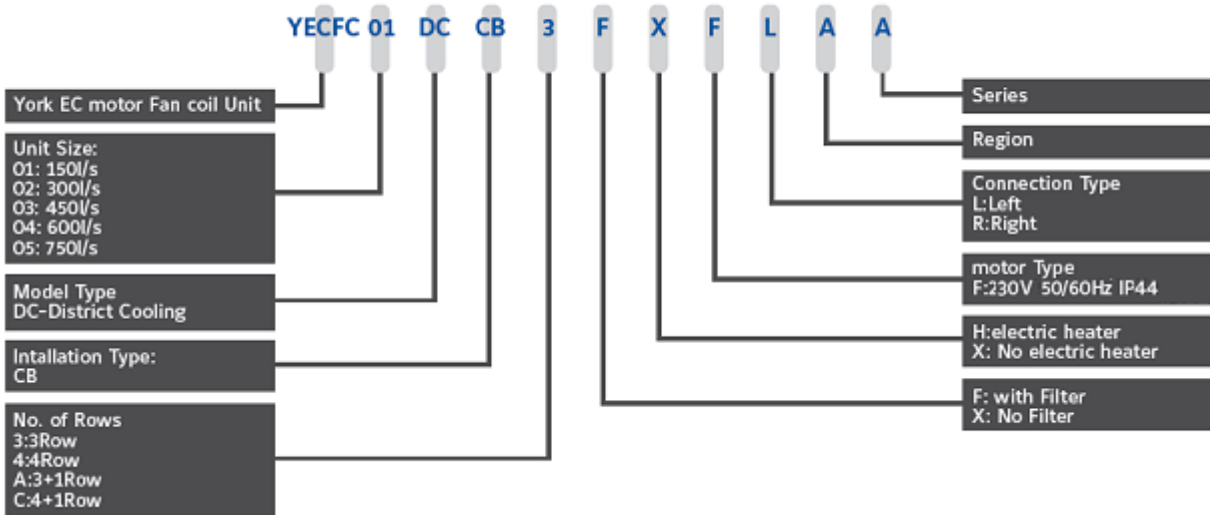 YECFC 01 DC CB 3 F X F L A A
York EC motor Fan coil Unit
Unit Size:
01: 150l/s
02: 300l/s
03: 450l/s
04: 600l/s
05: 750l/s
Model Type
DC-District Cooling
Intallation Type:
CB
No. of Rows
3:3Row
4:4Row
A:3+1Row
C:4+1Row
Series
Region
Connection Type
L:Left
R:Right
motor Type
F:230V 50/60Hz IP44
H:electric heater
X: No electric heater
F: with Filter
X: No Filter